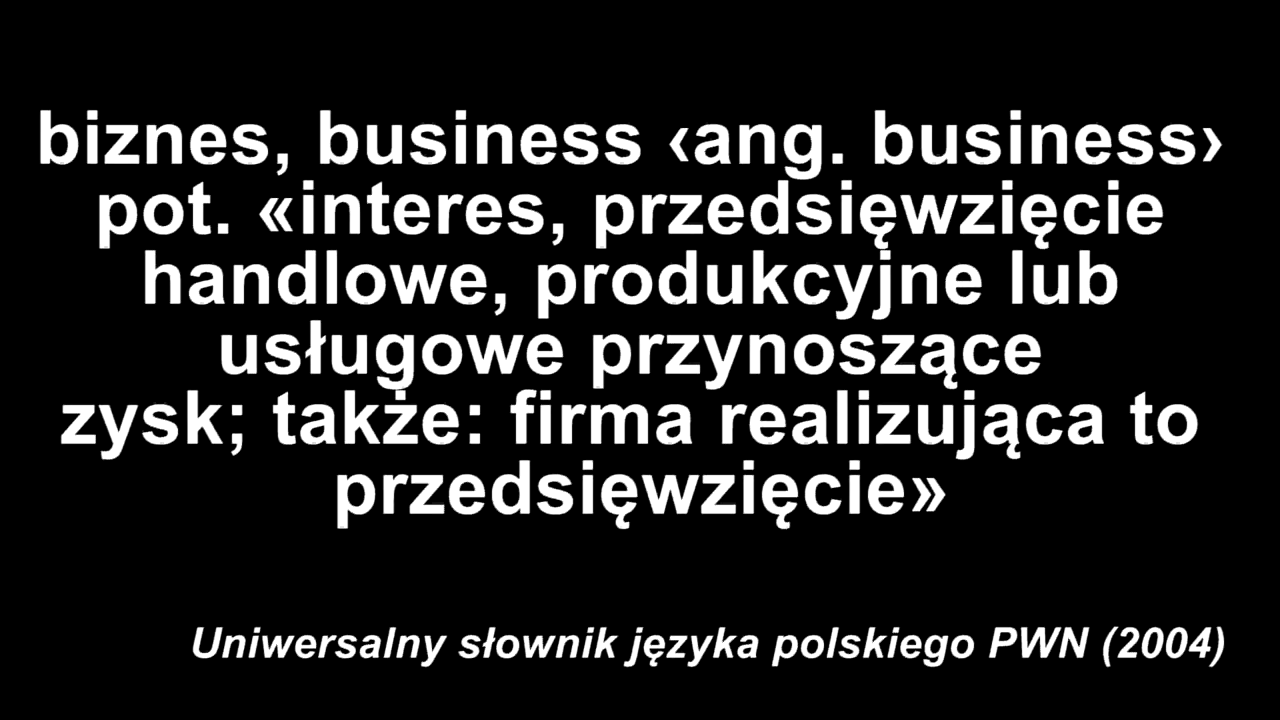 biznes, business ‹ang. business›
pot. «interes, przedsięwzięcie
handlowe, produkcyjne lub
usługowe przynoszące
zysk; także: firma realizująca to
przedsięwzięcie»
Uniwersalny słownik języka polskiego PWN (2004)